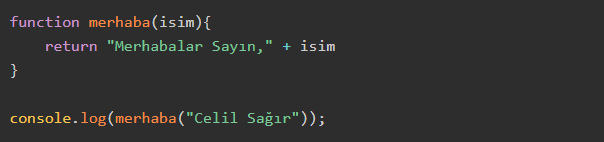 function merhaba(isim){
    return "Merhabalar Sayın," + isim
}
console.log(merhaba("Celil Sağır"));